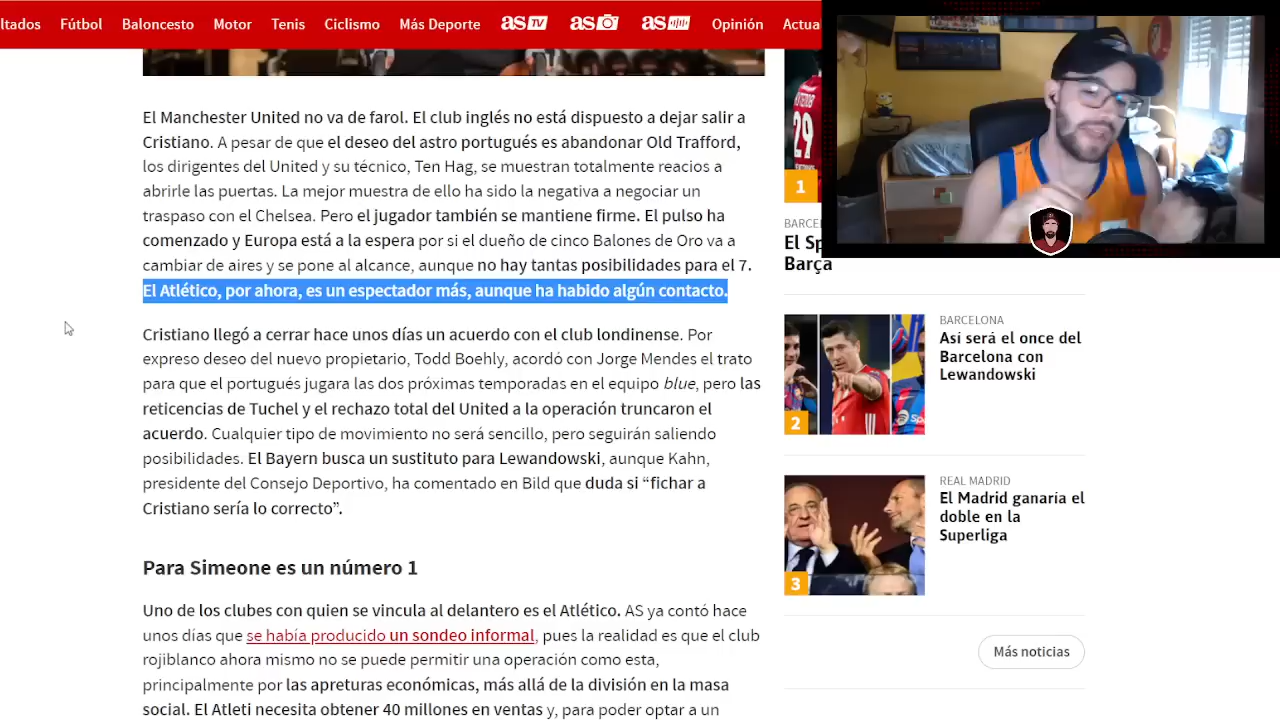 ltados Fútbol Baloncesto Motor Tenis Ciclismo Más Deporte as TV as as Opinión Actua
El Manchester United no va de farol. El club inglés no está dispuesto a dejar salir a
Cristiano. A pesar de que el deseo del astro portugués es abandonar Old Trafford,
los dirigentes del United y su técnico, Ten Hag, se muestran totalmente reacios a
abrirle las puertas. La mejor muestra de ello ha sido la negativa a negociar un
traspaso con el Chelsea. Pero el jugador también se mantiene firme. El pulso ha
comenzado y Europa está a la espera por si el dueño de cinco Balones de Oro va a
cambiar de aires y se pone al alcance, aunque no hay tantas posibilidades para el 7.
El Atlético, por ahora, es un espectador más, aunque ha habido algún contacto.
Cristiano llegó a cerrar hace unos días un acuerdo con el club londinense. Por
expreso deseo del nuevo propietario, Todd Boehly, acordó con Jorge Mendes el trato
para que el portugués jugara las dos próximas temporadas en el equipo blue, pero las
reticencias de Tuchel y el rechazo total del United a la operación truncaron el
acuerdo. Cualquier tipo de movimiento no será sencillo, pero seguirán saliendo
posibilidades. El Bayern busca un sustituto para Lewandowski, aunque Kahn,
presidente del Consejo Deportivo, ha comentado en Bild que duda si “fichar a
Cristiano sería lo correcto”.
Para Simeone es un número 1
Uno de los clubes con quien se vincula al delantero es el Atlético. AS ya contó hace
unos días que se había producido un sondeo informal, pues la realidad es que el club
rojiblanco ahora mismo no se puede permitir una operación como esta,
principalmente por las apreturas económicas, más allá de la división en la masa
social. El Atleti necesita obtener 40 millones en ventas y, para poder optar a un
29
1
BARCE
El Sp
Barça
2
BARCELONA
Así será el once del
Barcelona con
Lewandowski
3
REAL MADRID
El Madrid ganaría el
doble en la
Superliga
Más noticias